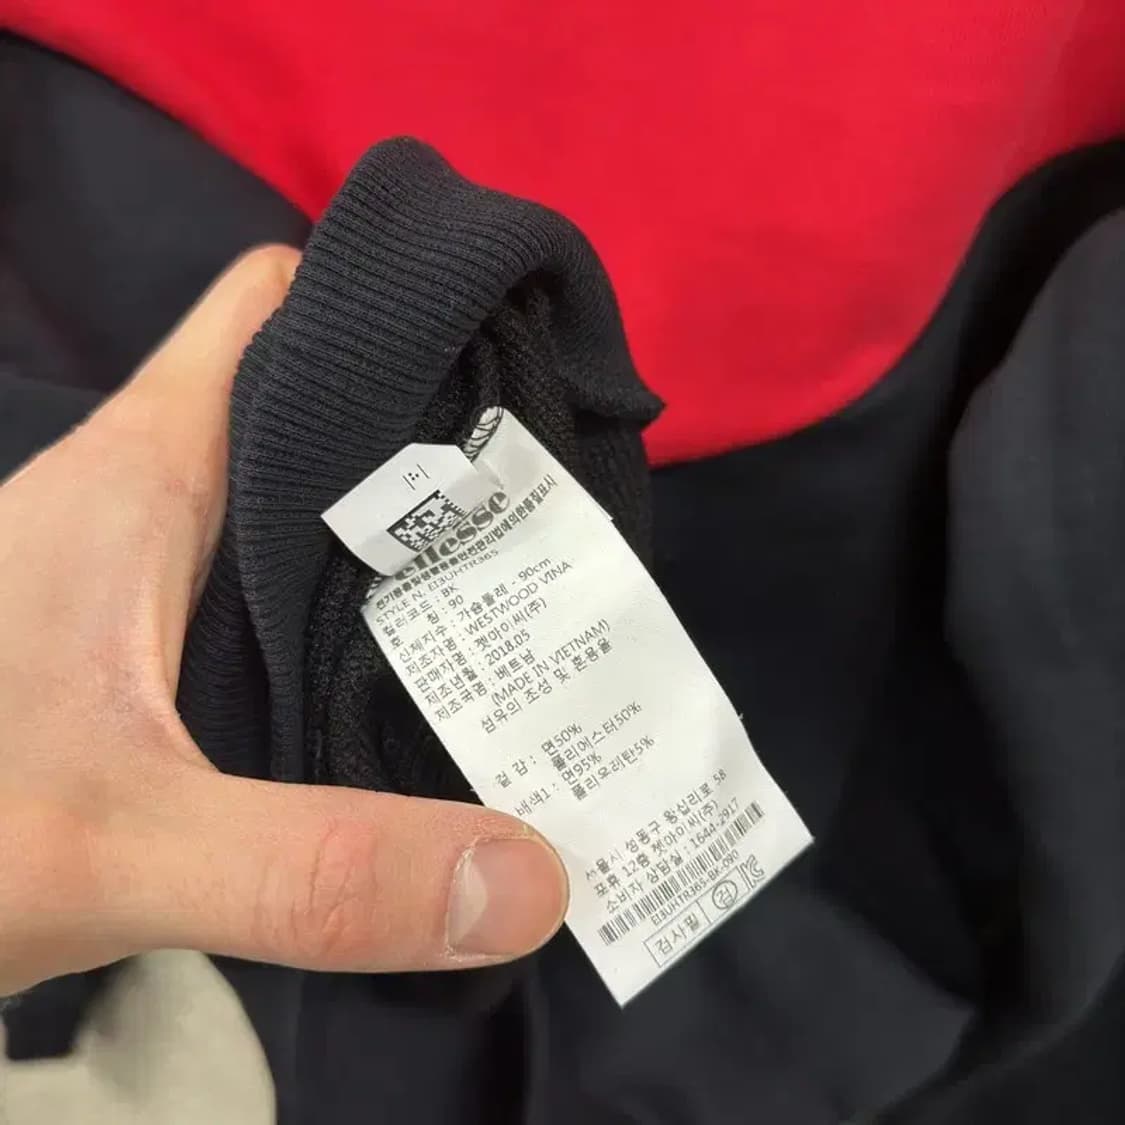 ellesse
전기용품및생활용품안전관리법에의한품질표시
STYLE N. EI3UHTR365
컬러코드 : BK
호 칭 : 90
신체치수 : 가슴둘레 - 90cm
제조자명 : WESTWOOD VINA
판매자명 : 젯아이씨(주)
제조년월 : 2018.05
제조국명 : 베트남
(MADE IN VIETNAM)
섬유의 조성 및 혼용율
겉감 : 면50%
폴리에스터50%
배색1 : 면95%
폴리우레탄5%
서울시 성동구 왕십리로 58
포휴 12층 젯아이씨(주)
소비자 상담실 : 1644-2917
EI3UHTR365-BK-090
검사필